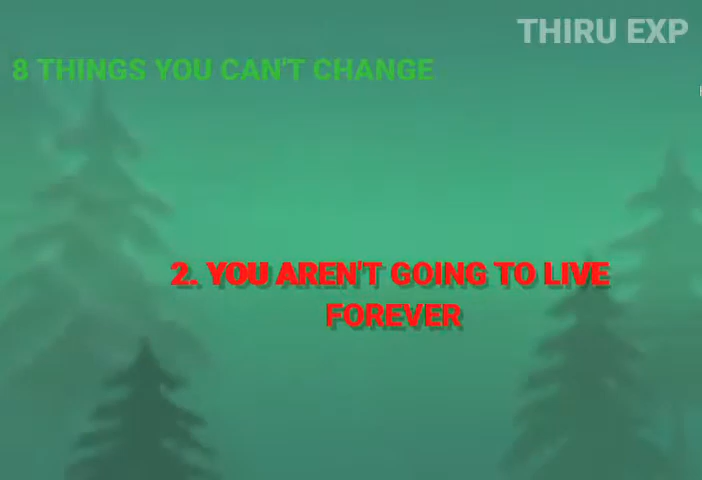 THIRU EXP
8 THINGS YOU CAN'T CHANGE
2. YOU AREN'T GOING TO LIVE
FOREVER